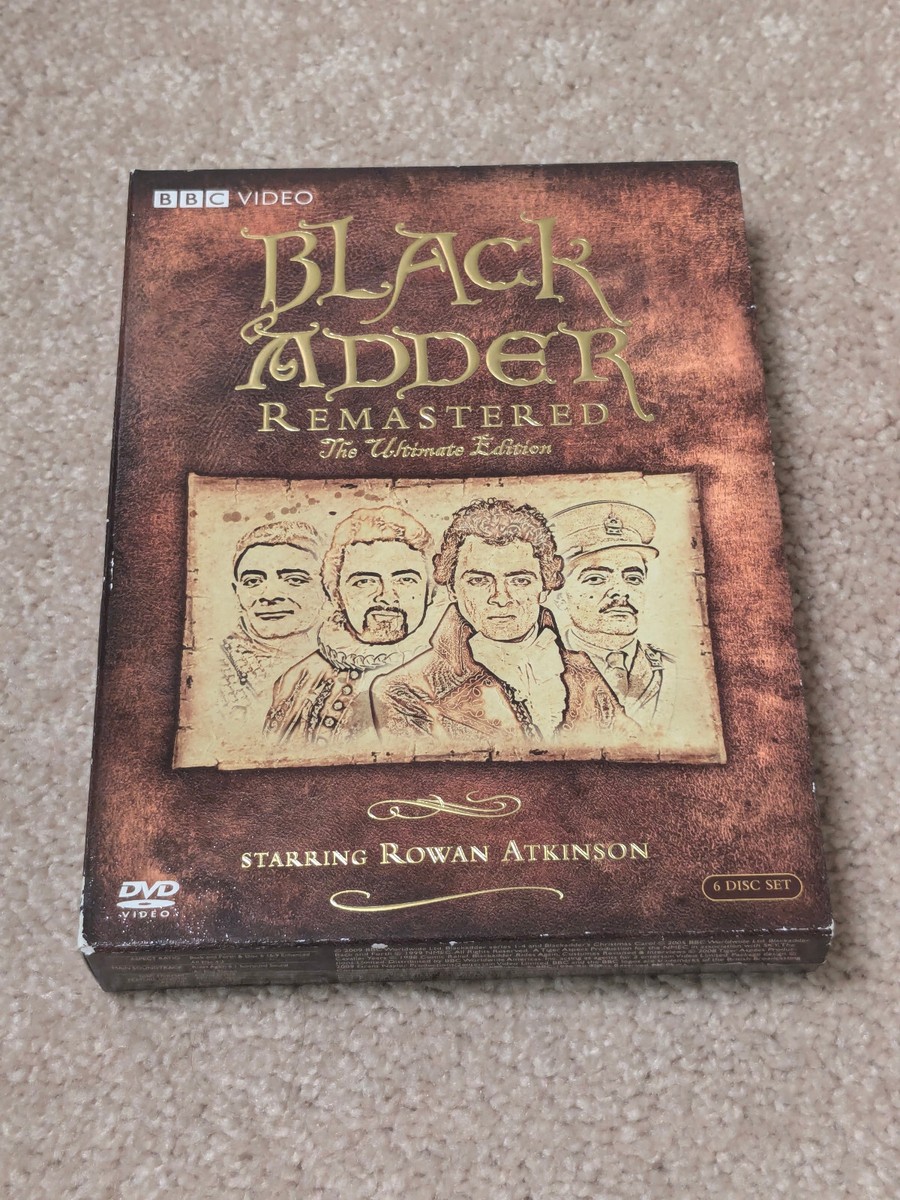 BBC VIDEO
BLACK
ADDER
REMASTERED
The Ultimate Edition
STARRING ROWAN ATKINSON
DVD
VIDEO
6 DISC SET